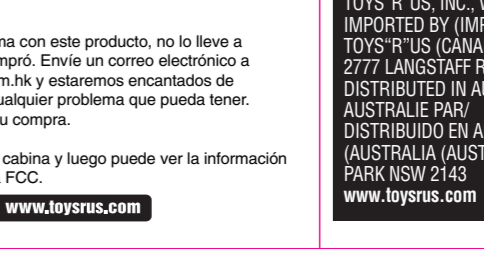 ma con este producto, no lo lleve a
mpró. Envíe un correo electrónico a
m.hk y estaremos encantados de
ualquier problema que pueda tener.
u compra.
cabina y luego puede ver la información
FCC.
www.toysrus.com
TOYS"R"US, INC., W
IMPORTED BY (IMP
TOYS"R"US (CANA
2777 LANGSTAFF R
DISTRIBUTED IN AU
AUSTRALIE PAR/
DISTRIBUIDO EN A
(AUSTRALIA (AUST
PARK NSW 2143
www.toysrus.com